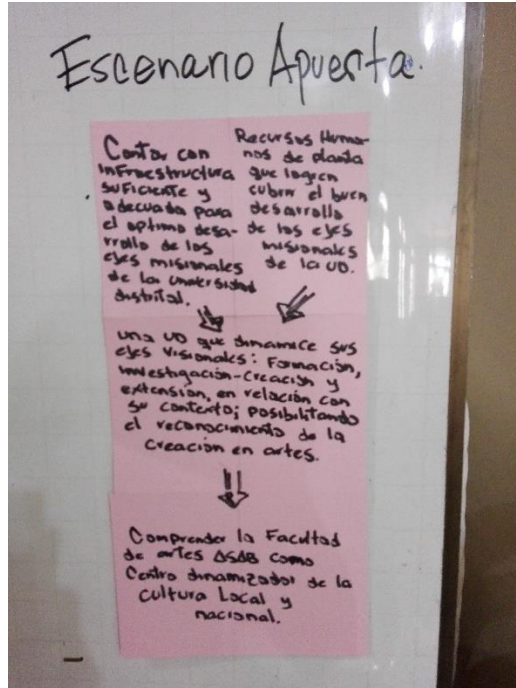 Escenario Apuesta.
Contar con
infraestructura
suficiente y
adecuada para
el optimo desa-
rrollo de los
ejes misionales
de la Universidad
distrital.
Recursos Huma-
nos de planta
que logren
cubrir el buen
desarrollo
de los ejes
misionales
de la UD.
una UD que dinamice sus
ejes visionales: Formación,
investigación-Creación y
extensión, en relación con
su contexto; posibilitando
el reconocimiento de la
Creación en artes.
Comprender la Facultad
de artes ASAB como
Centro dinamizador de la
cultura Local y
nacional.